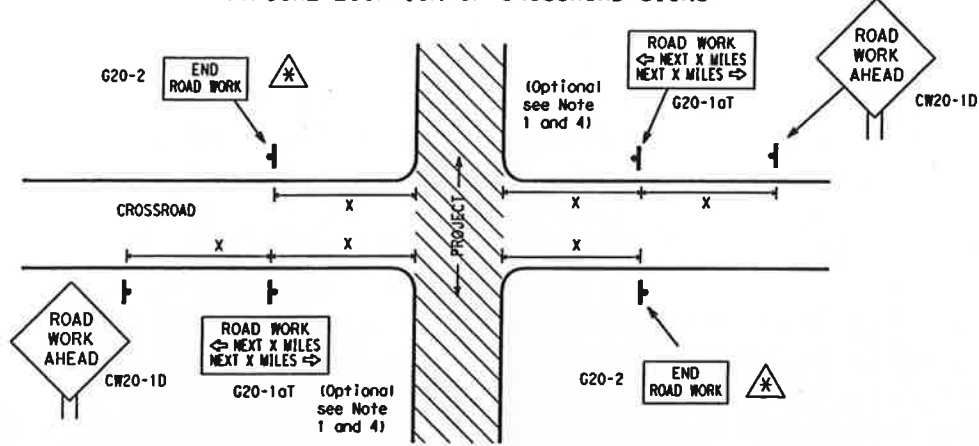 G20-2
END
ROAD WORK
*
(Optional
see Note
1 and 4)
ROAD WORK
⇦ NEXT X MILES
NEXT X MILES ⇨
G20-1aT
ROAD
WORK
AHEAD
CW20-1D
CROSSROAD
X
X
X
PROJECT
X
X
X
ROAD
WORK
AHEAD
CW20-1D
ROAD WORK
⇦ NEXT X MILES
NEXT X MILES ⇨
G20-1aT
(Optional
see Note
1 and 4)
G20-2
END
ROAD WORK
*